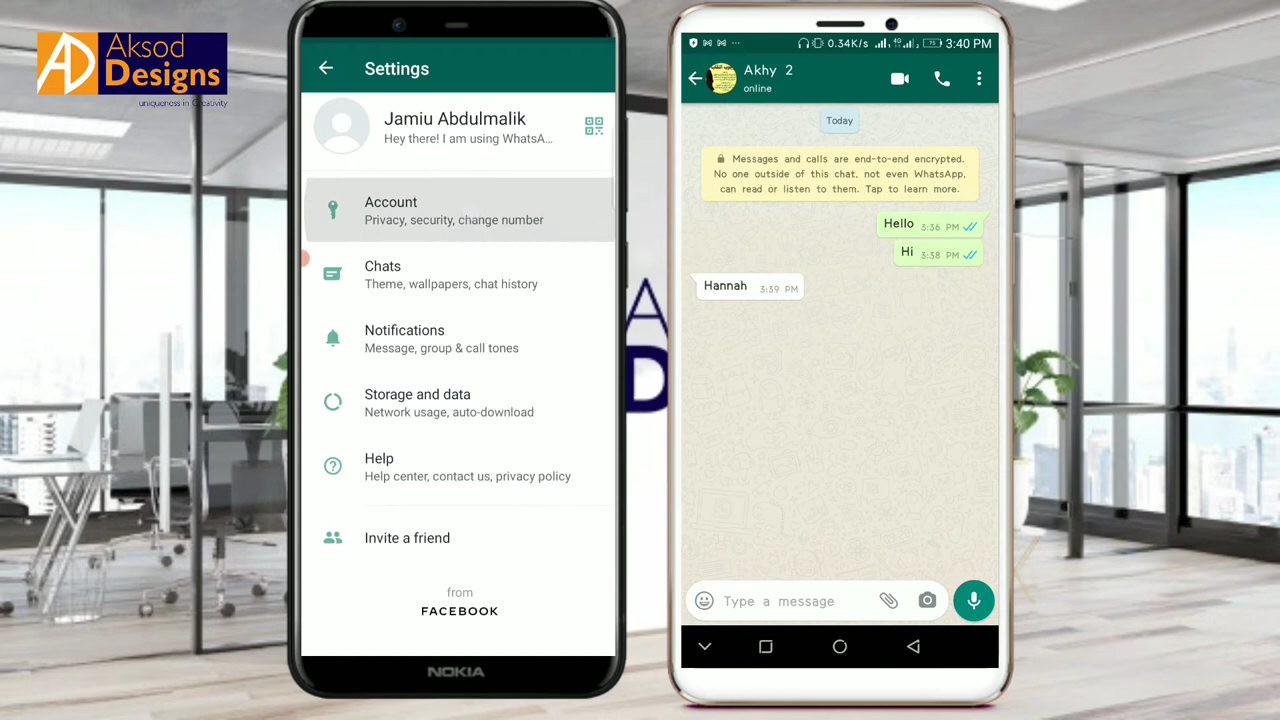 Aksod
Designs
uniqueness in Creativity
Settings
Jamiu Abdulmalik
Hey there! I am using WhatsA...
Account
Privacy, security, change number
Chats
Theme, wallpapers, chat history
Notifications
Message, group & call tones
Storage and data
Network usage, auto-download
Help
Help center, contact us, privacy policy
Invite a friend
from
FACEBOOK
NOKIA
0.34K/s 4G 75 3:40 PM
Akhy 2
online
Today
Messages and calls are end-to-end encrypted.
No one outside of this chat, not even WhatsApp,
can read or listen to them. Tap to learn more.
Hello 3:36 PM
Hi 3:38 PM
Hannah 3:39 PM
Type a message